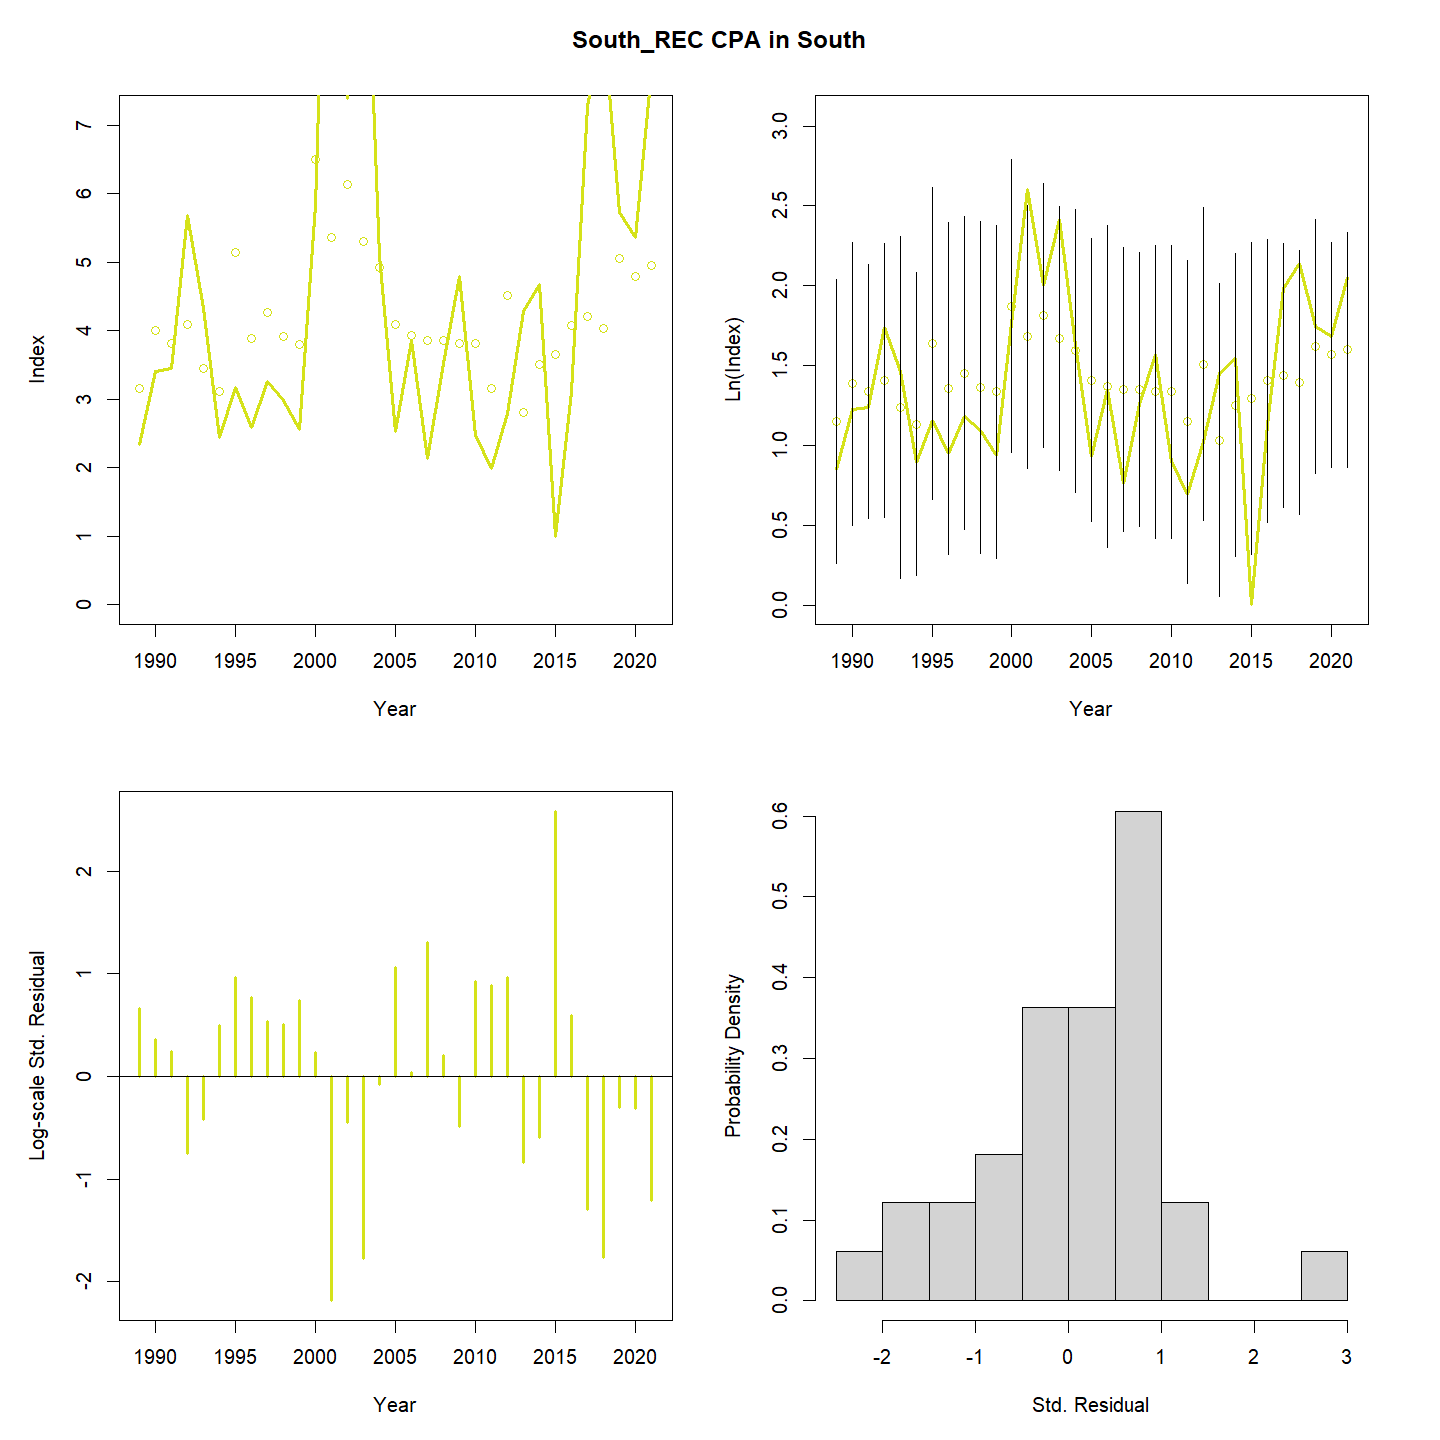 South_REC CPA in South
Index
7
6
5
4
3
2
1
0
1990 1995 2000 2005 2010 2015 2020
Year
Ln(Index)
3.0
2.5
2.0
1.5
1.0
0.5
0.0
1990 1995 2000 2005 2010 2015 2020
Year
Log-scale Std. Residual
2
1
0
-1
-2
1990 1995 2000 2005 2010 2015 2020
Year
Probability Density
0.6
0.5
0.4
0.3
0.2
0.1
0.0
-2 -1 0 1 2 3
Std. Residual